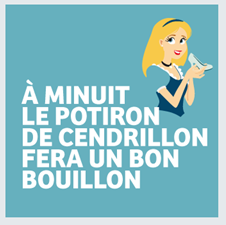 À MINUIT
LE POTIRON
DE CENDRILLON
FERA UN BON
BOUILLON